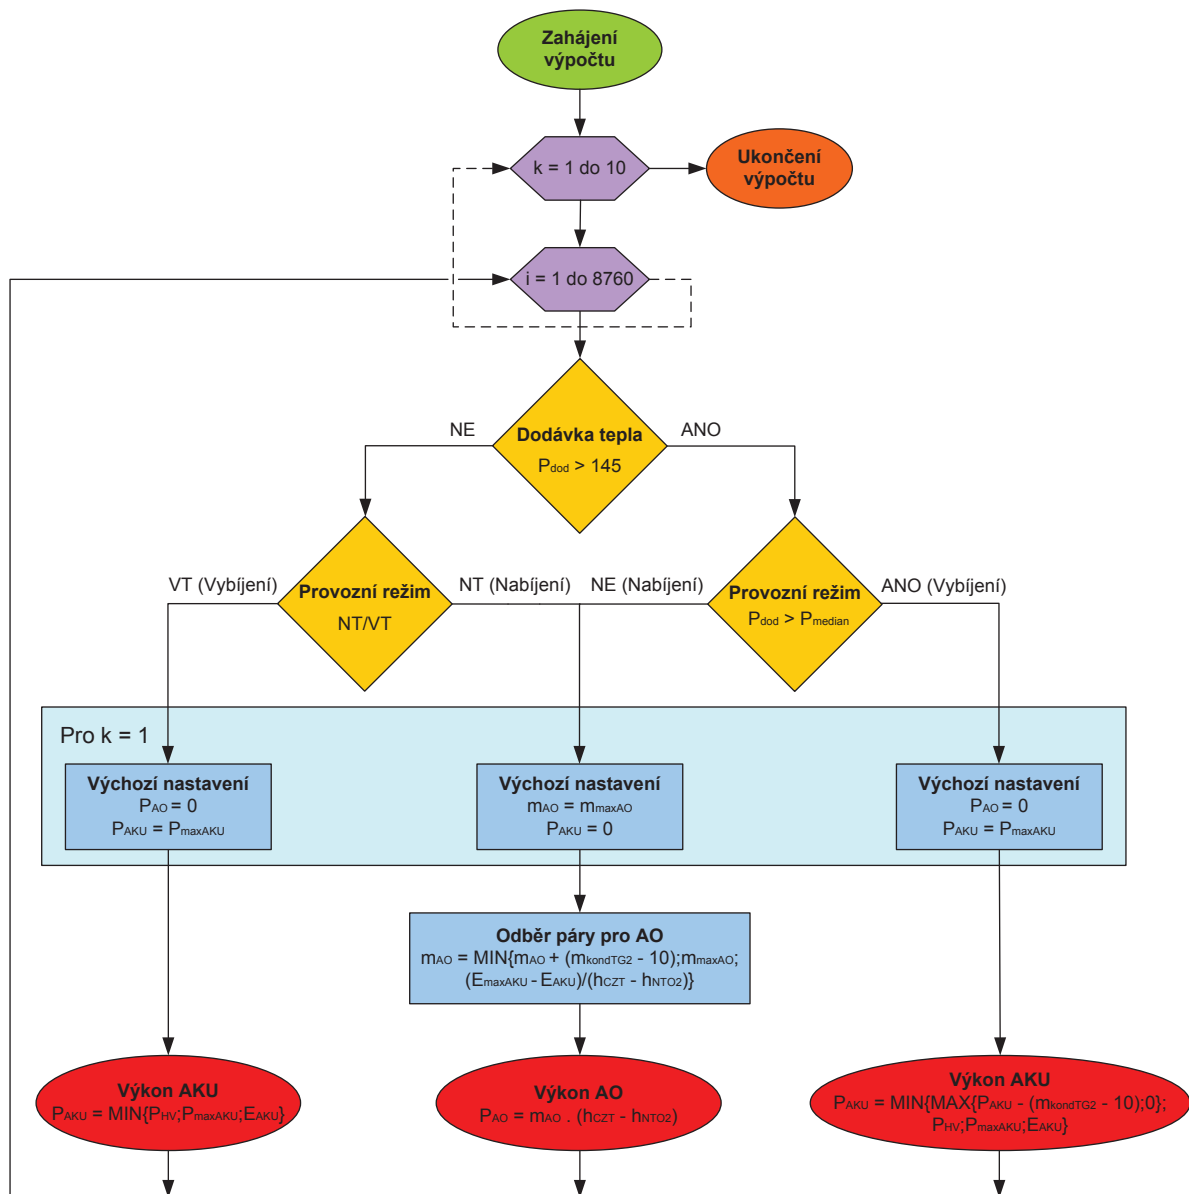 Zahájení
výpočtu
k = 1 do 10
Ukončení
výpočtu
i = 1 do 8760
NE
ANO
Dodávka tepla
Pdod > 145
VT (Vybíjení)
NT (Nabíjení)
NE (Nabíjení)
ANO (Vybíjení)
Provozní režim
NT/VT
Provozní režim
Pdod > Pmedian
Pro k = 1
Výchozí nastavení
PAO = 0
PAKU = PmaxAKU
Výchozí nastavení
mAO = mmaxAO
PAKU = 0
Výchozí nastavení
PAO = 0
PAKU = PmaxAKU
Odběr páry pro AO
mAO = MIN{mAO + (mkondTG2 - 10);mmaxAO;
(EmaxAKU - EAKU)/(hCZT - hNTO2)}
Výkon AKU
PAKU = MIN{PHV;PmaxAKU;EAKU}
Výkon AO
PAO = mAO . (hCZT - hNTO2)
Výkon AKU
PAKU = MIN{MAX{PAKU - (mkondTG2 - 10);0};
PHV;PmaxAKU;EAKU}